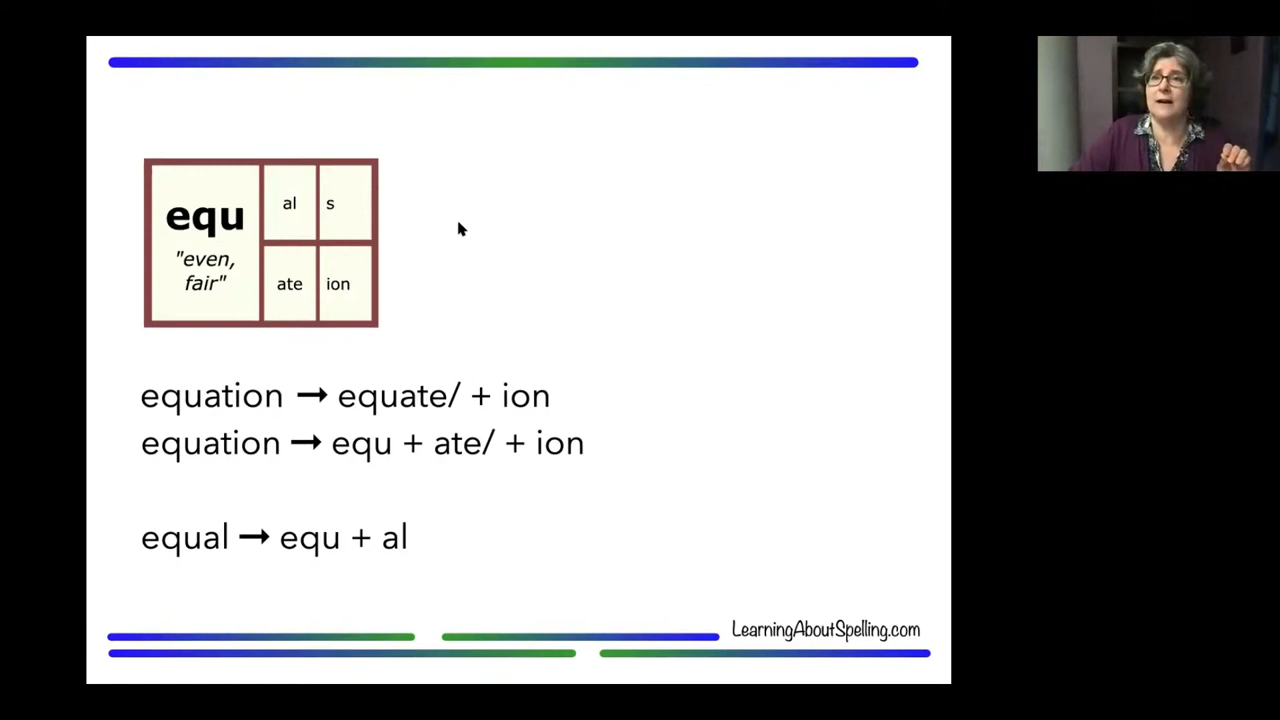 equ
"even,
fair"
al s
ate ion
equation → equate/ + ion
equation → equ + ate/ + ion
equal → equ + al
LearningAboutSpelling.com